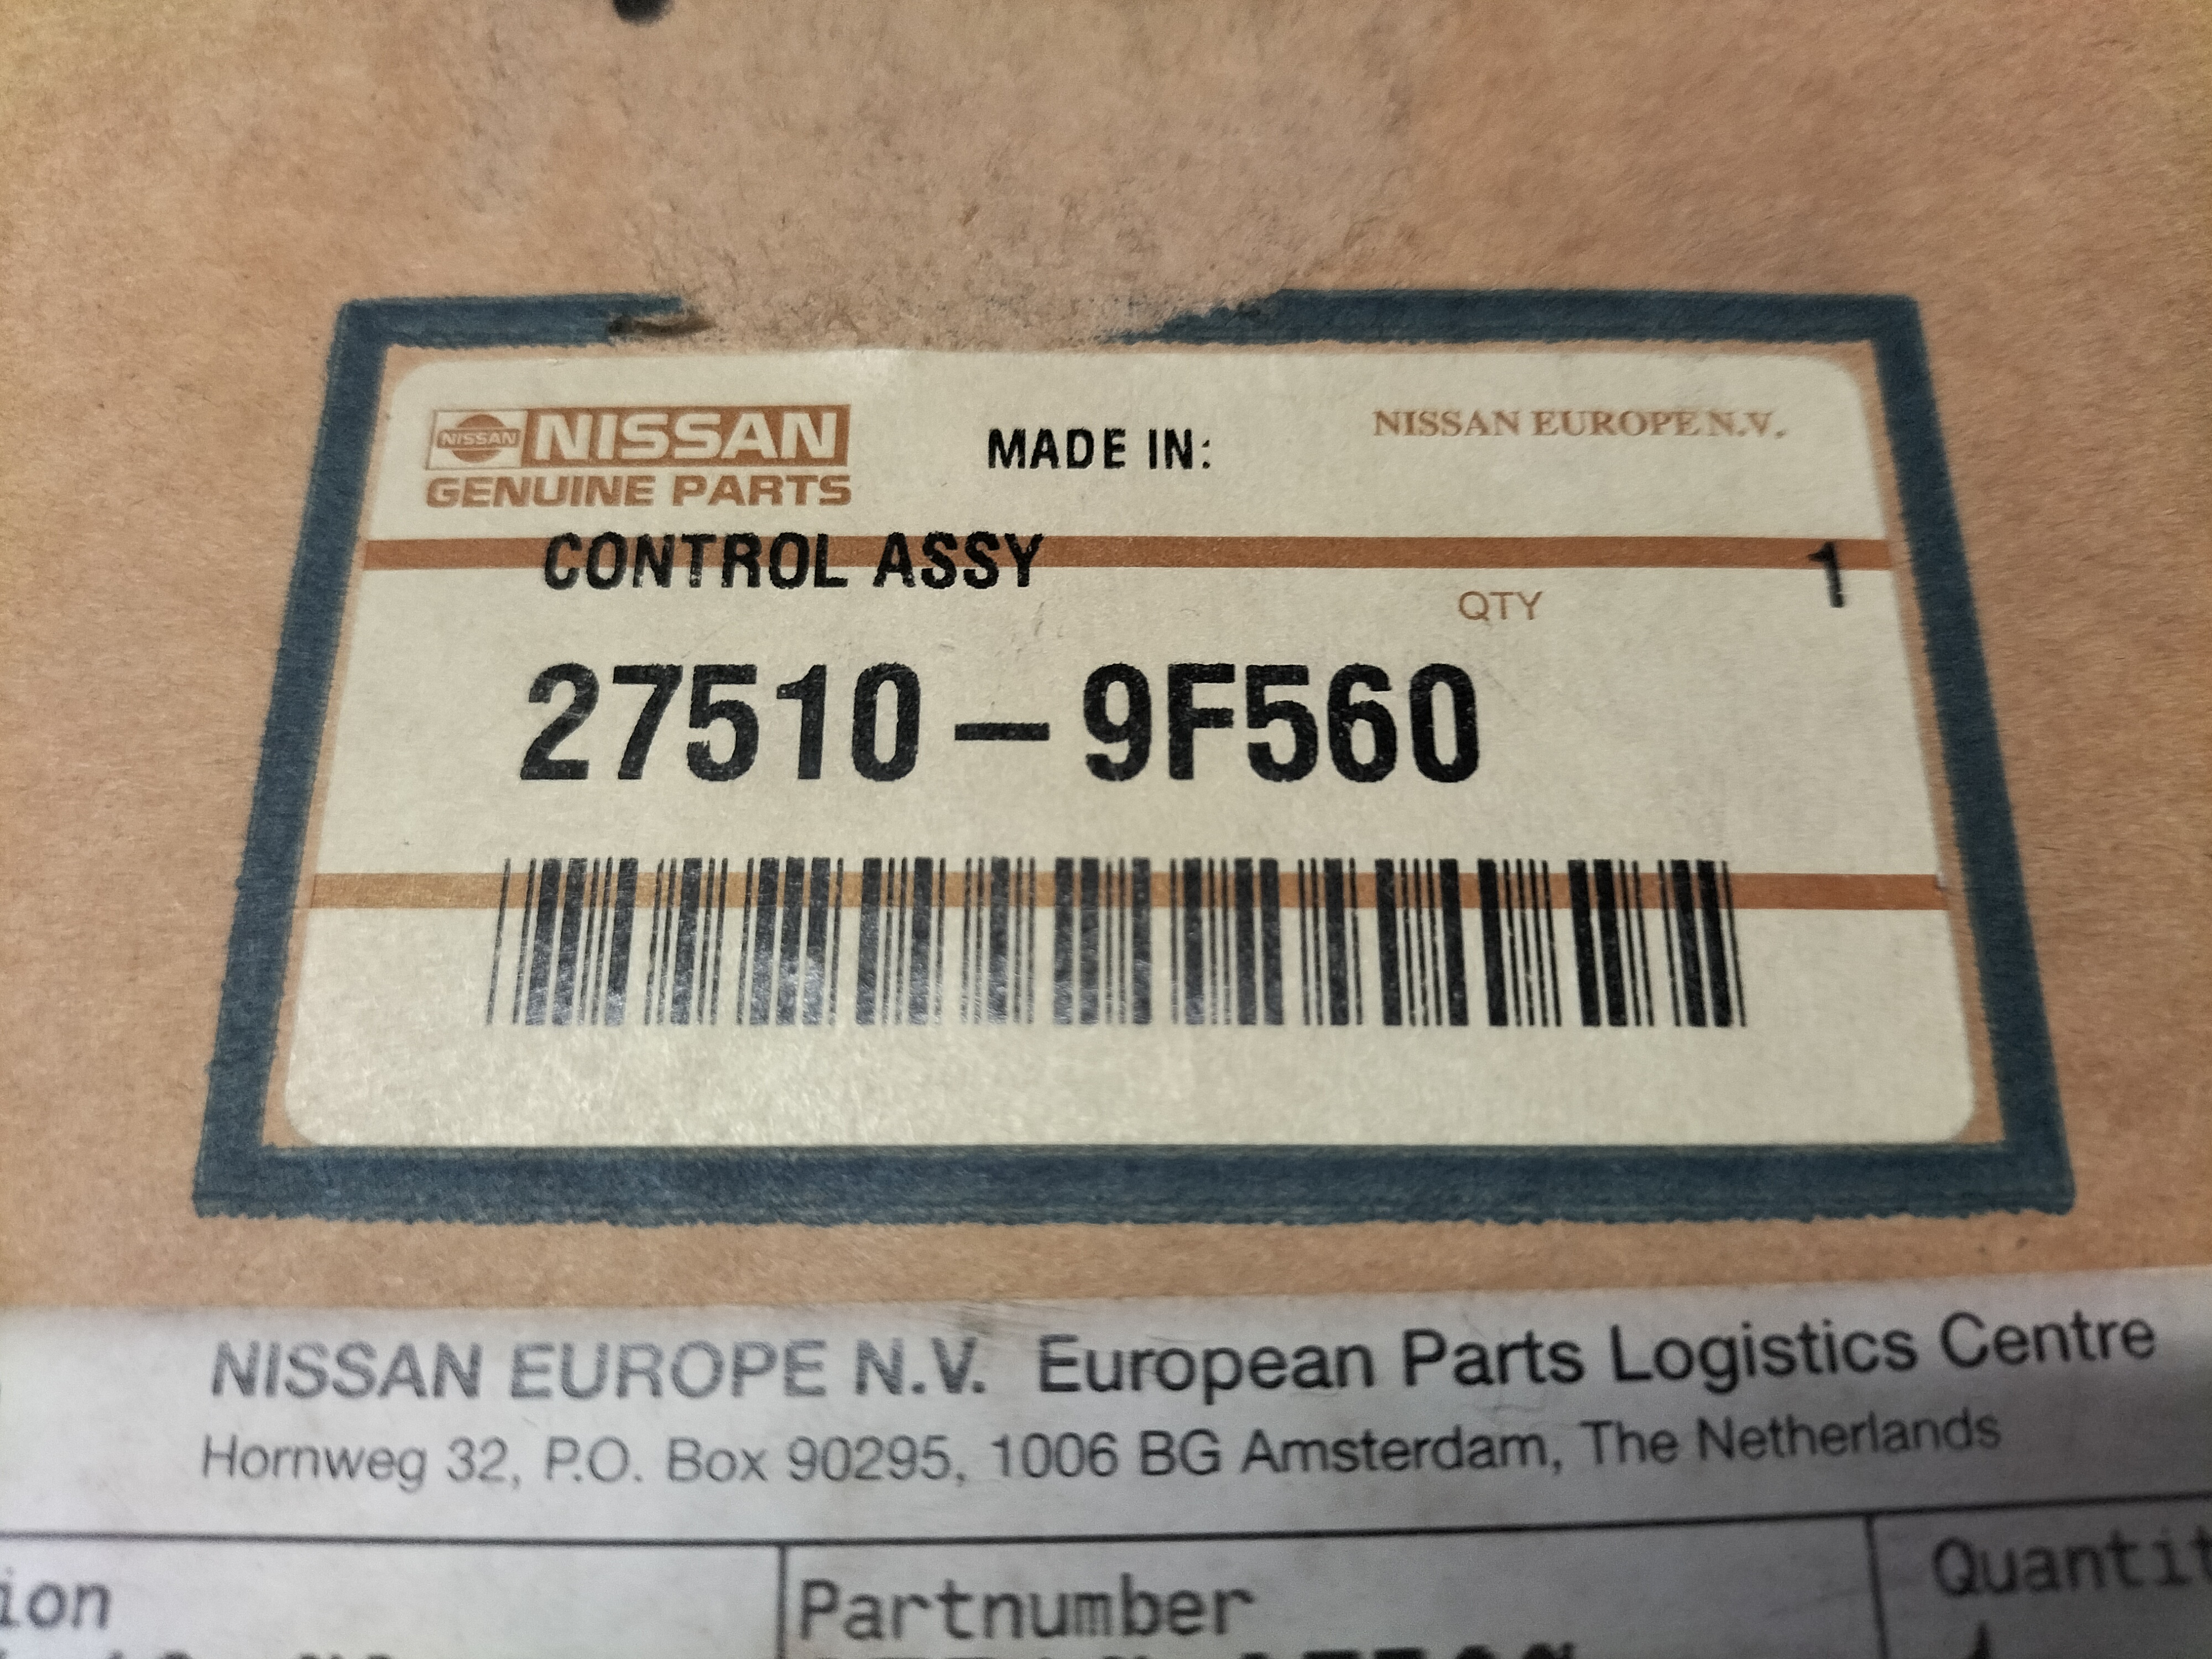 NISSAN NISSAN
GENUINE PARTS
MADE IN:
NISSAN EUROPE N.V.
CONTROL ASSY
QTY 1
27510-9F560
NISSAN EUROPE N.V. European Parts Logistics Centre
Hornweg 32, P.O. Box 90295, 1006 BG Amsterdam, The Netherlands
ion Partnumber Quantit